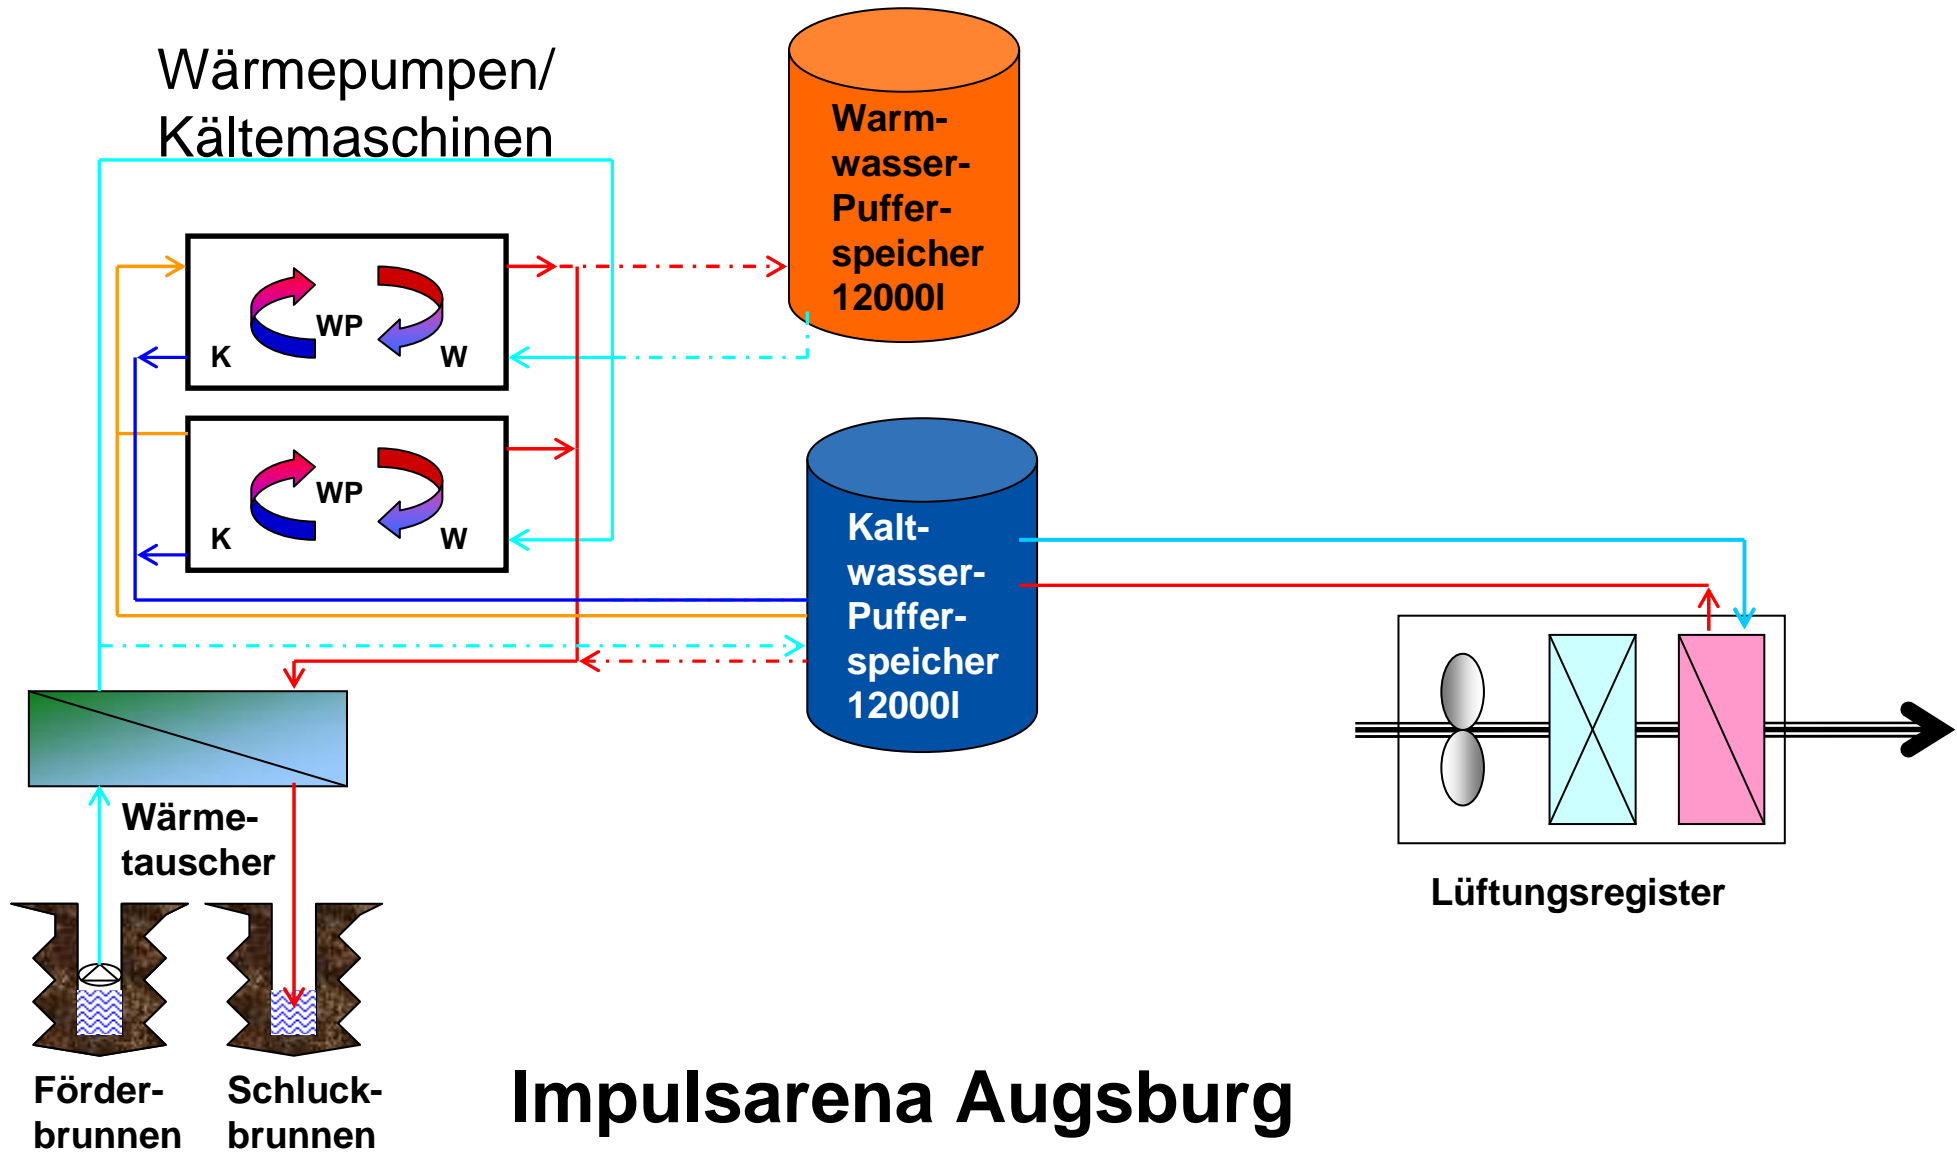 Wärmepumpen/
Kältemaschinen
Warm-
wasser-
Puffer-
speicher
12000l
WP
K
W
WP
K
W
Kalt-
wasser-
Puffer-
speicher
12000l
Wärme-
tauscher
Lüftungsregister
Förder-
brunnen
Schluck-
brunnen
Impulsarena Augsburg